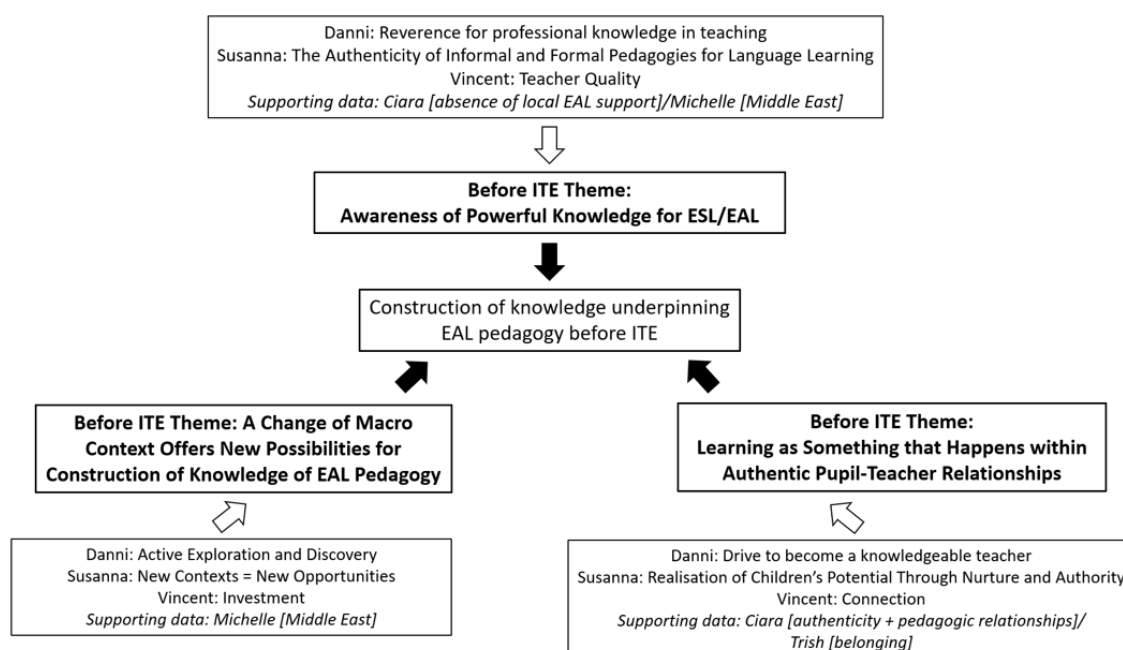 Danni: Reverence for professional knowledge in teaching
Susanna: The Authenticity of Informal and Formal Pedagogies for Language Learning
Vincent: Teacher Quality
Supporting data: Ciara [absence of local EAL support]/Michelle [Middle East]
Before ITE Theme:
Awareness of Powerful Knowledge for ESL/EAL
Construction of knowledge underpinning
EAL pedagogy before ITE
Before ITE Theme: A Change of Macro
Context Offers New Possibilities for
Construction of Knowledge of EAL Pedagogy
Before ITE Theme:
Learning as Something that Happens within
Authentic Pupil-Teacher Relationships
Danni: Active Exploration and Discovery
Susanna: New Contexts = New Opportunities
Vincent: Investment
Supporting data: Michelle [Middle East]
Danni: Drive to become a knowledgeable teacher
Susanna: Realisation of Children’s Potential Through Nurture and Authority
Vincent: Connection
Supporting data: Ciara [authenticity + pedagogic relationships]/
Trish [belonging]